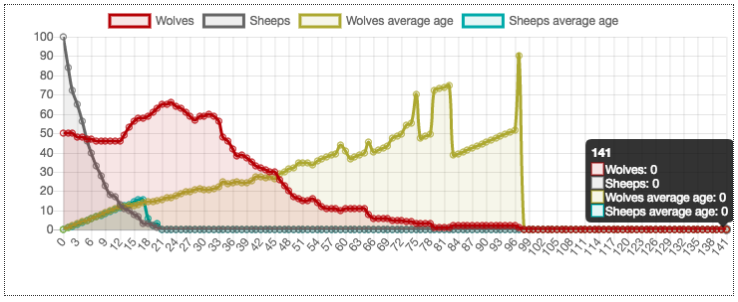 Wolves Sheeps Wolves average age Sheeps average age
100
90
80
70
60
50
40
30
20
10
0
141
Wolves: 0
Sheeps: 0
Wolves average age: 0
Sheeps average age: 0
0 3 6 9 12 15 18 21 24 27 30 33 36 39 42 45 48 51 54 57 60 63 66 69 72 75 78 81 84 87 90 93 96 99 102 105 108 111 114 117 120 123 126 129 132 135 138 141